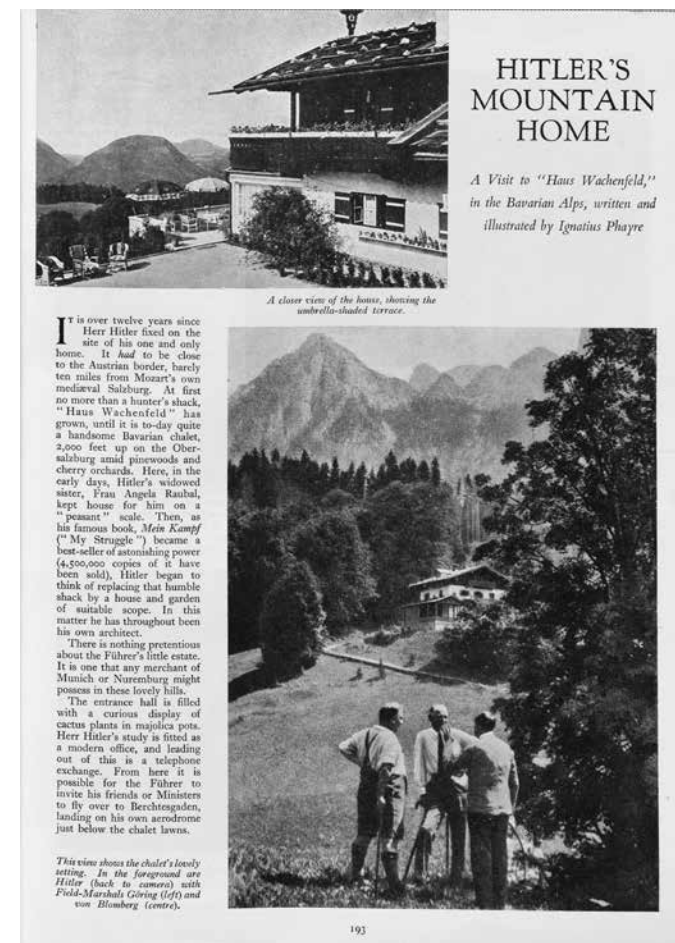 HITLER'S
MOUNTAIN
HOME
A Visit to "Haus Wachenfeld,"
in the Bavarian Alps, written and
illustrated by Ignatius Phayre
A closer view of the house, showing the
umbrella-shaded terrace.
IT is over twelve years since
Herr Hitler fixed on the
site of his one and only
home. It had to be close
to the Austrian border, barely
ten miles from Mozart's own
mediæval Salzburg. At first
no more than a hunter's shack,
"Haus Wachenfeld" has
grown, until it is to-day quite
a handsome Bavarian chalet,
2,000 feet up on the Ober-
salzburg amid pinewoods and
cherry orchards. Here, in the
early days, Hitler's widowed
sister, Frau Angela Raubal,
kept house for him on a
"peasant" scale. Then, as
his famous book, Mein Kampf
("My Struggle") became a
best-seller of astonishing power
(4,500,000 copies of it have
been sold), Hitler began to
think of replacing that humble
shack by a house and garden
of suitable scope. In this
matter he has throughout been
his own architect.
There is nothing pretentious
about the Führer's little estate.
It is one that any merchant of
Munich or Nuremburg might
possess in these lovely hills.
The entrance hall is filled
with a curious display of
cactus plants in majolica pots.
Herr Hitler's study is fitted as
a modern office, and leading
out of this is a telephone
exchange. From here it is
possible for the Führer to
invite his friends or Ministers
to fly over to Berchtesgaden,
landing on his own aerodrome
just below the chalet lawns.
This view shows the chalet's lovely
setting. In the foreground are
Hitler (back to camera) with
Field-Marshals Göring (left) and
von Blomberg (centre).
193